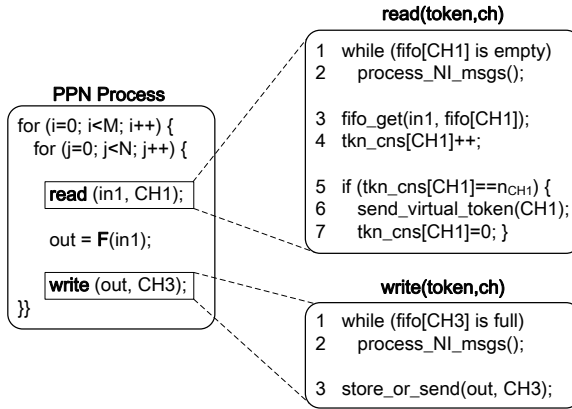 PPN Process
for (i=0; i<M; i++) {
for (j=0; j<N; j++) {
read (in1, CH1);
out = F(in1);
write (out, CH3);
}}
read(token,ch)
1 while (fifo[CH1] is empty)
2 process_NI_msgs();
3 fifo_get(in1, fifo[CH1]);
4 tkn_cns[CH1]++;
5 if (tkn_cns[CH1]==nCH1) {
6 send_virtual_token(CH1);
7 tkn_cns[CH1]=0; }
write(token,ch)
1 while (fifo[CH3] is full)
2 process_NI_msgs();
3 store_or_send(out, CH3);